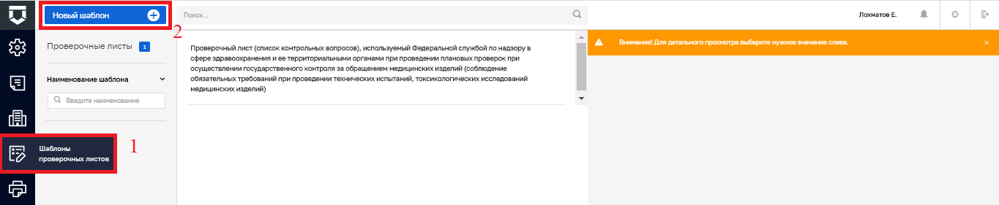 Новый шаблон
2
Поиск...
Лохматов Е.
Проверочные листы 1
Наименование шаблона
Введите наименование
Проверочный лист (список контрольных вопросов), используемый Федеральной службой по надзору в
сфере здравоохранения и ее территориальными органами при проведении плановых проверок при
осуществлении государственного контроля за обращением медицинских изделий (соблюдение
обязательных требований при проведении технических испытаний, токсикологических исследований
медицинских изделий)
Внимание! Для детального просмотра выберите нужное значение слева.
Шаблоны
проверочных листов
1